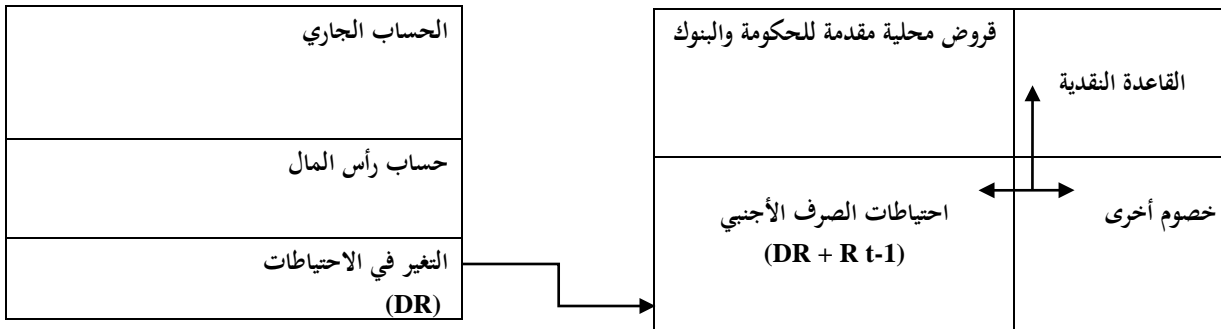 الحساب الجاري
حساب رأس المال
التغير في الاحتياطات
(DR)
قروض محلية مقدمة للحكومة والبنوك
القاعدة النقدية
احتياطات الصرف الأجنبي
(DR + R t-1)
خصوم أخرى